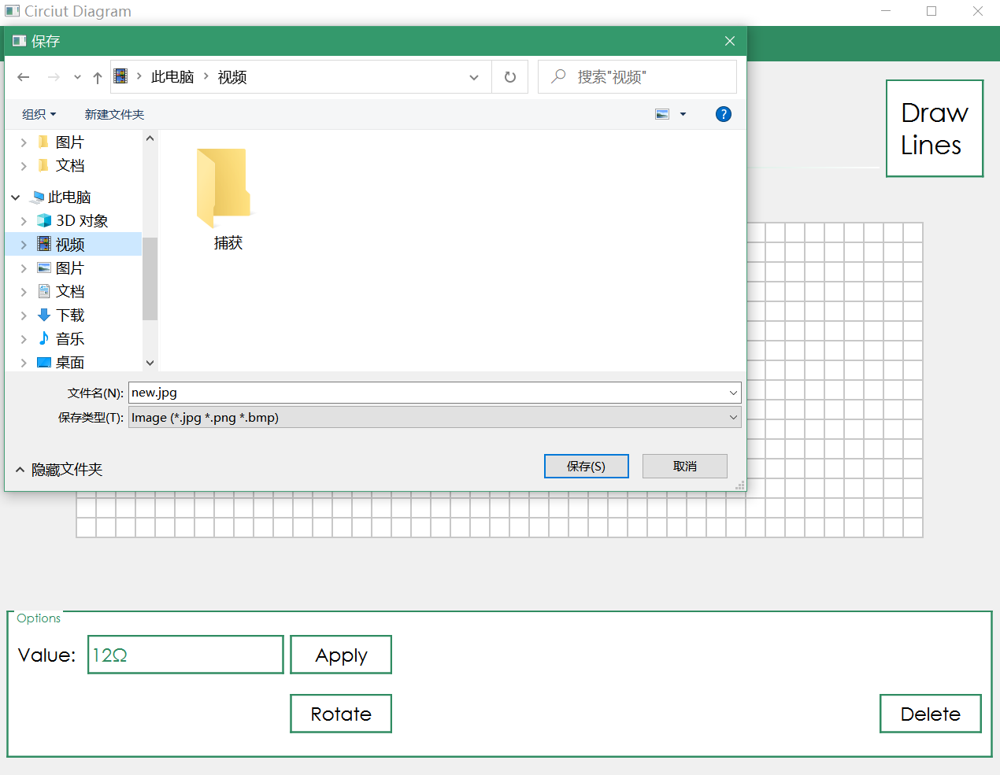 Circiut Diagram
保存
此电脑 视频
搜索"视频"
组织 新建文件夹
图片
文档
此电脑
3D 对象
视频
图片
文档
下载
音乐
桌面
捕获
文件名(N): new.jpg
保存类型(T): Image (*.jpg *.png *.bmp)
隐藏文件夹
保存(S) 取消
Draw
Lines
Options
Value: 12Ω Apply
Rotate Delete